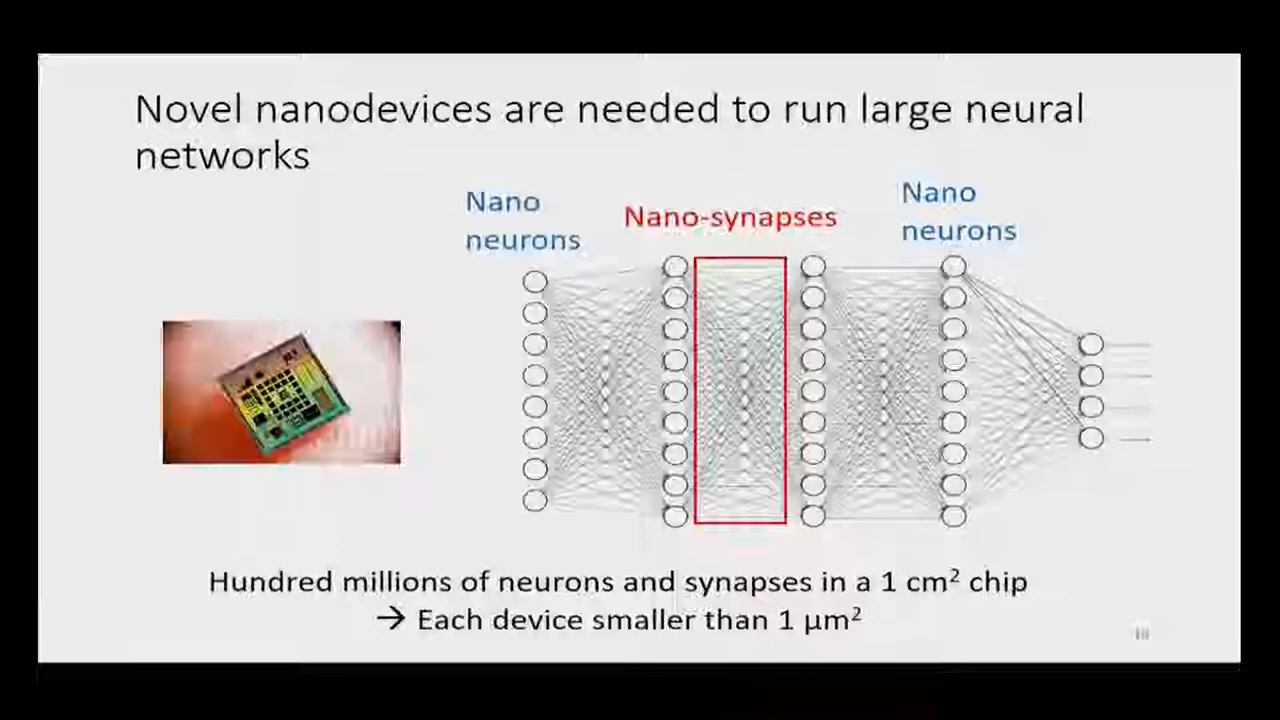 Novel nanodevices are needed to run large neural
networks
Nano
neurons
Nano-synapses
Nano
neurons
Hundred millions of neurons and synapses in a 1 cm² chip
→ Each device smaller than 1 µm²